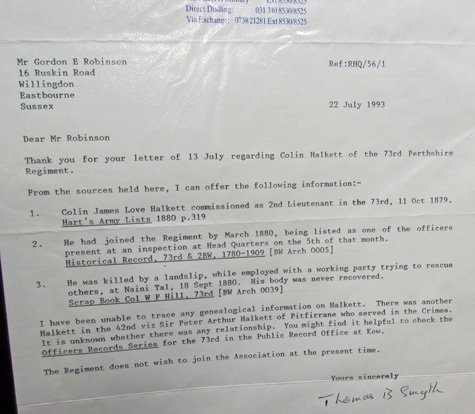 Direct Dialling: 031 310 8530/8525
Via Exchange: 0738 21281 Ext 8530/8525
Mr Gordon E Robinson
16 Ruskin Road
Willingdon
Eastbourne
Sussex
Ref:RHQ/56/1
22 July 1993
Dear Mr Robinson
Thank you for your letter of 13 July regarding Colin Halkett of the 73rd Perthshire
Regiment.
From the sources held here, I can offer the following information:-
1. Colin James Love Halkett commissioned as 2nd Lieutenant in the 73rd, 11 Oct 1879.
Hart's Army Lists 1880 p.319
2. He had joined the Regiment by March 1880, being listed as one of the officers
present at an inspection at Head Quarters on the 5th of that month.
Historical Record, 73rd & 2BW, 1780-1909 [BW Arch 0005]
3. He was killed by a landslip, while employed with a working party trying to rescue
others, at Naini Tal, 18 Sept 1880. His body was never recovered.
Scrap Book Col W P Hill, 73rd [BW Arch 0039]
I have been unable to trace any genealogical information on Halkett. There was another
Halkett in the 42nd viz Sir Peter Arthur Halkett of Pitfirrane who served in the Crimea.
It is unknown whether there was any relationship. You might find it helpful to check the
Officers Records Series for the 73rd in the Public Record Office at Kew.
The Regiment does not wish to join the Association at the present time.
Yours sincerely
Thomas B Smyth